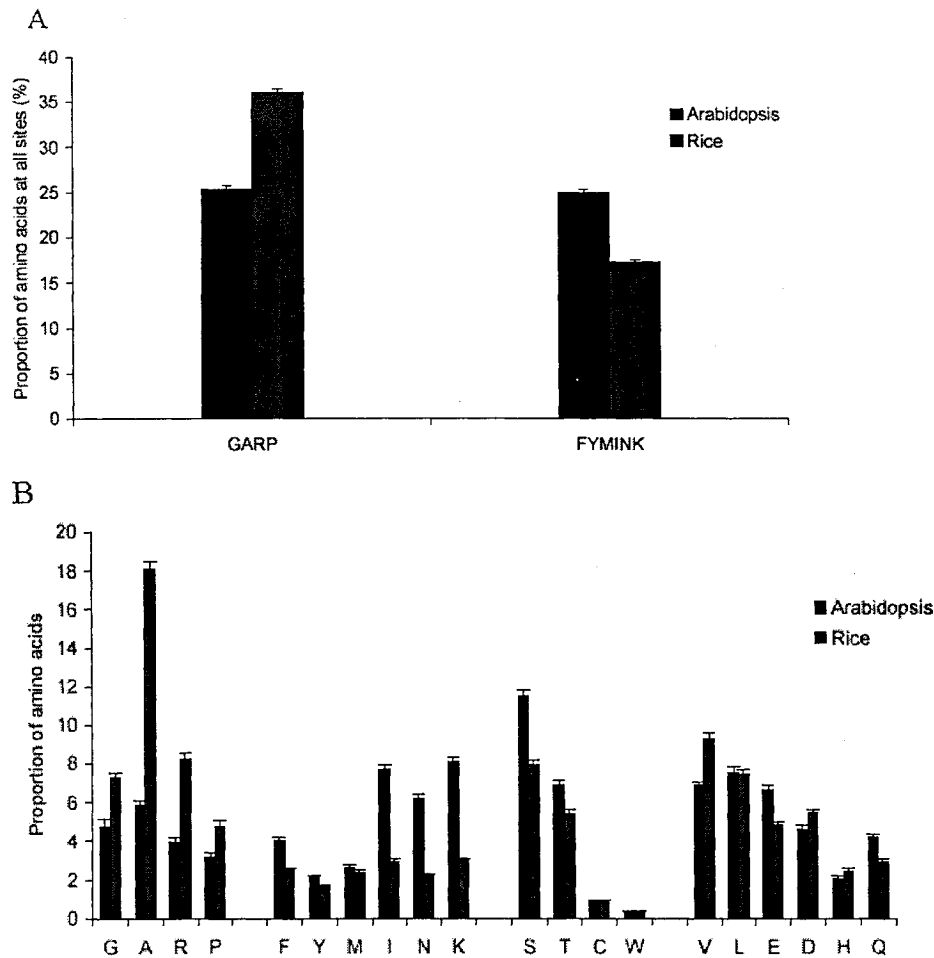 A
Proportion of amino acids at all sites (%)
40
35
30
25
20
15
10
5
0
Arabidopsis
Rice
GARP FYMINK
B
Proportion of amino acids
20
18
16
14
12
10
8
6
4
2
0
Arabidopsis
Rice
G A R P F Y M I N K S T C W V L E D H Q